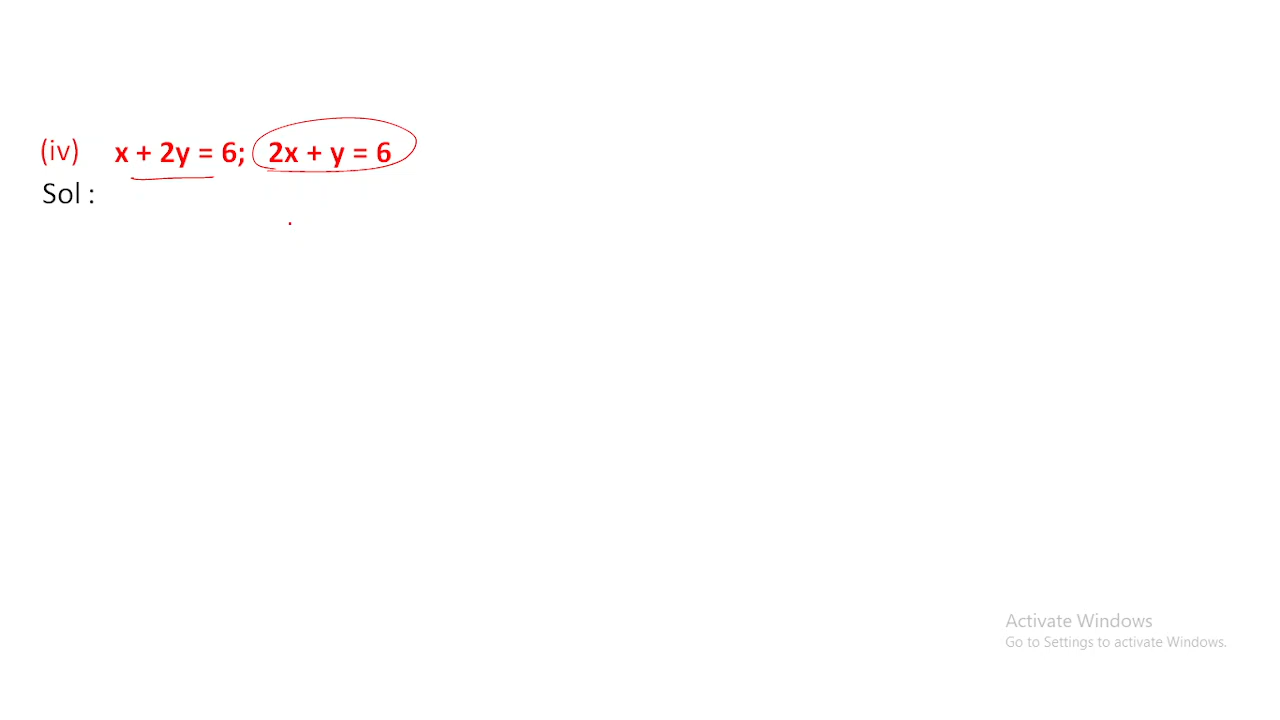 (iv) x + 2y = 6; 2x + y = 6
Sol :
Activate Windows
Go to Settings to activate Windows.